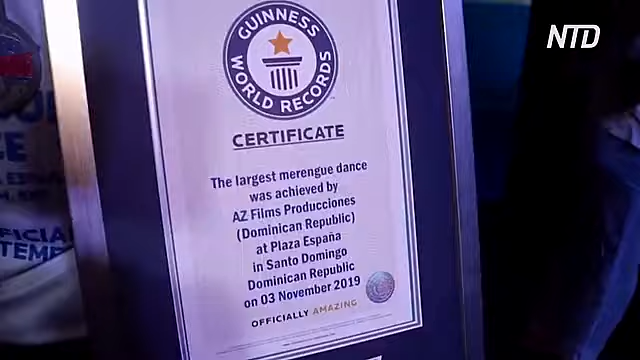 NTD
GUINNESS
WORLD RECORDS
CERTIFICATE
The largest merengue dance
was achieved by
AZ Films Producciones
(Dominican Republic)
at Plaza España
in Santo Domingo
Dominican Republic
on 03 November 2019
OFFICIALLY AMAZING